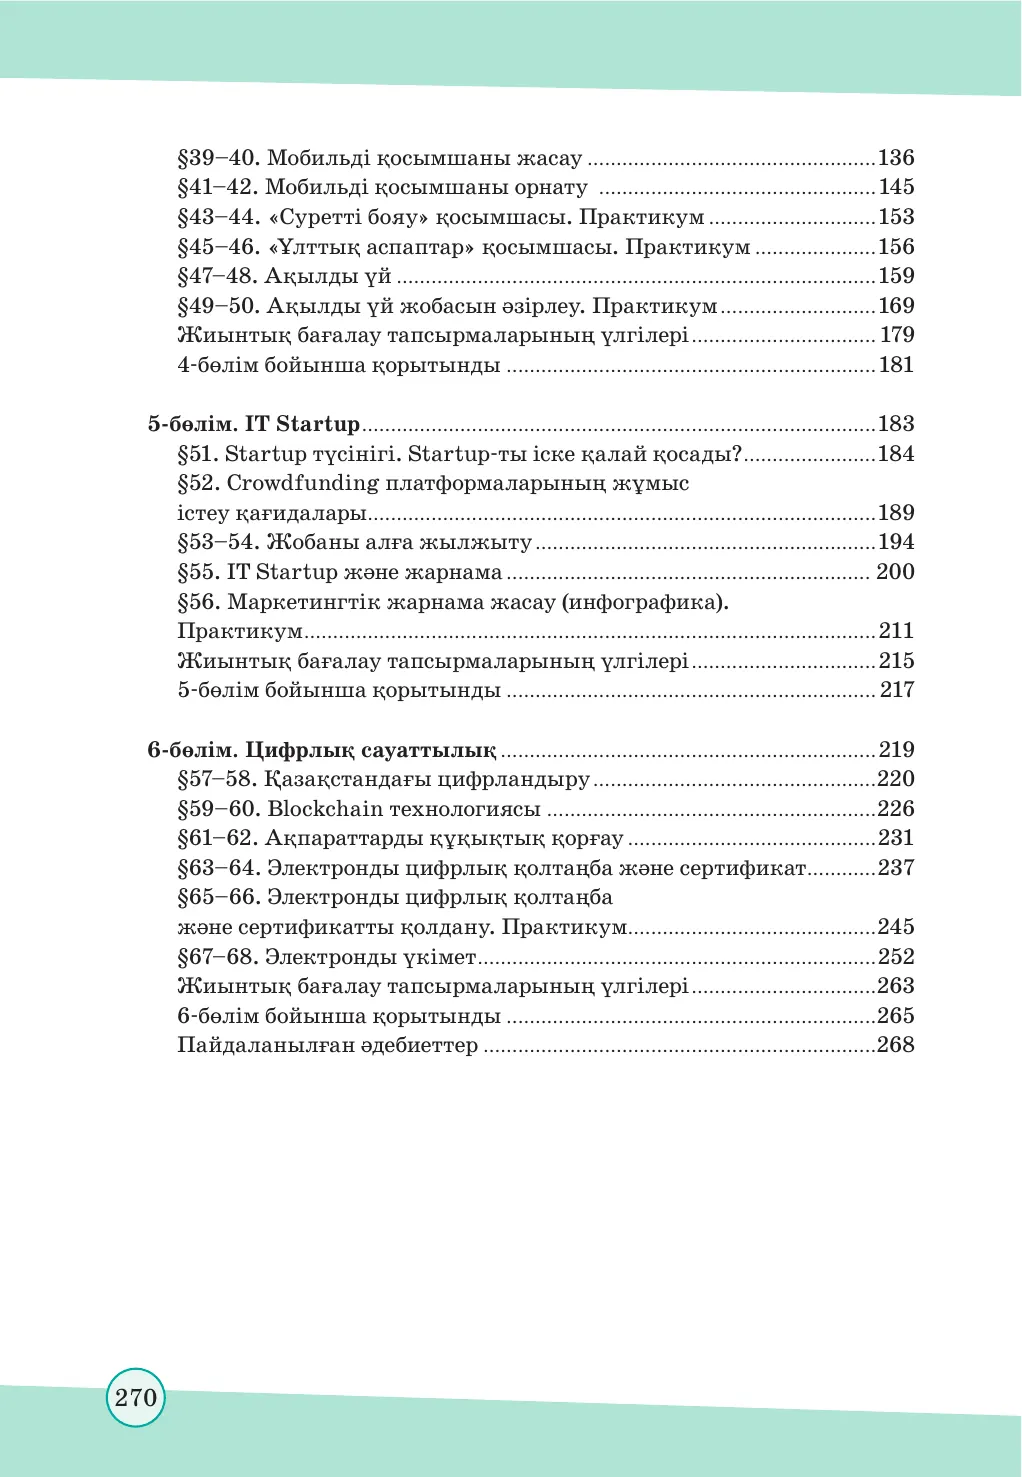 §39–40. Мобильді қосымшаны жасау ..................................................136
§41–42. Мобильді қосымшаны орнату ................................................145
§43–44. «Суретті бояу» қосымшасы. Практикум .............................153
§45–46. «Ұлттық аспаптар» қосымшасы. Практикум .....................156
§47–48. Ақылды үй ...................................................................................159
§49–50. Ақылды үй жобасын әзірлеу. Практикум...........................169
Жиынтық бағалау тапсырмаларының үлгілері................................ 179
4-бөлім бойынша қорытынды ................................................................181
5-бөлім. IT Startup.........................................................................................183
§51. Startup түсінігі. Startup-ты іске қалай қосады?.......................184
§52. Crowdfunding платформаларының жұмыс
істеу қағидалары........................................................................................189
§53–54. Жобаны алға жылжыту...........................................................194
§55. IT Startup және жарнама ............................................................... 200
§56. Маркетингтік жарнама жасау (инфографика).
Практикум...................................................................................................211
Жиынтық бағалау тапсырмаларының үлгілері................................215
5-бөлім бойынша қорытынды ................................................................ 217
6-бөлім. Цифрлық сауаттылық .................................................................219
§57–58. Қазақстандағы цифрландыру.................................................220
§59–60. Blockchain технологиясы .........................................................226
§61–62. Ақпараттарды құқықтық қорғау ...........................................231
§63–64. Электронды цифрлық қолтаңба және сертификат............237
§65–66. Электронды цифрлық қолтаңба
және сертификатты қолдану. Практикум...........................................245
§67–68. Электронды үкімет.....................................................................252
Жиынтық бағалау тапсырмаларының үлгілері................................263
6-бөлім бойынша қорытынды ................................................................265
Пайдаланылған әдебиеттер ....................................................................268
270